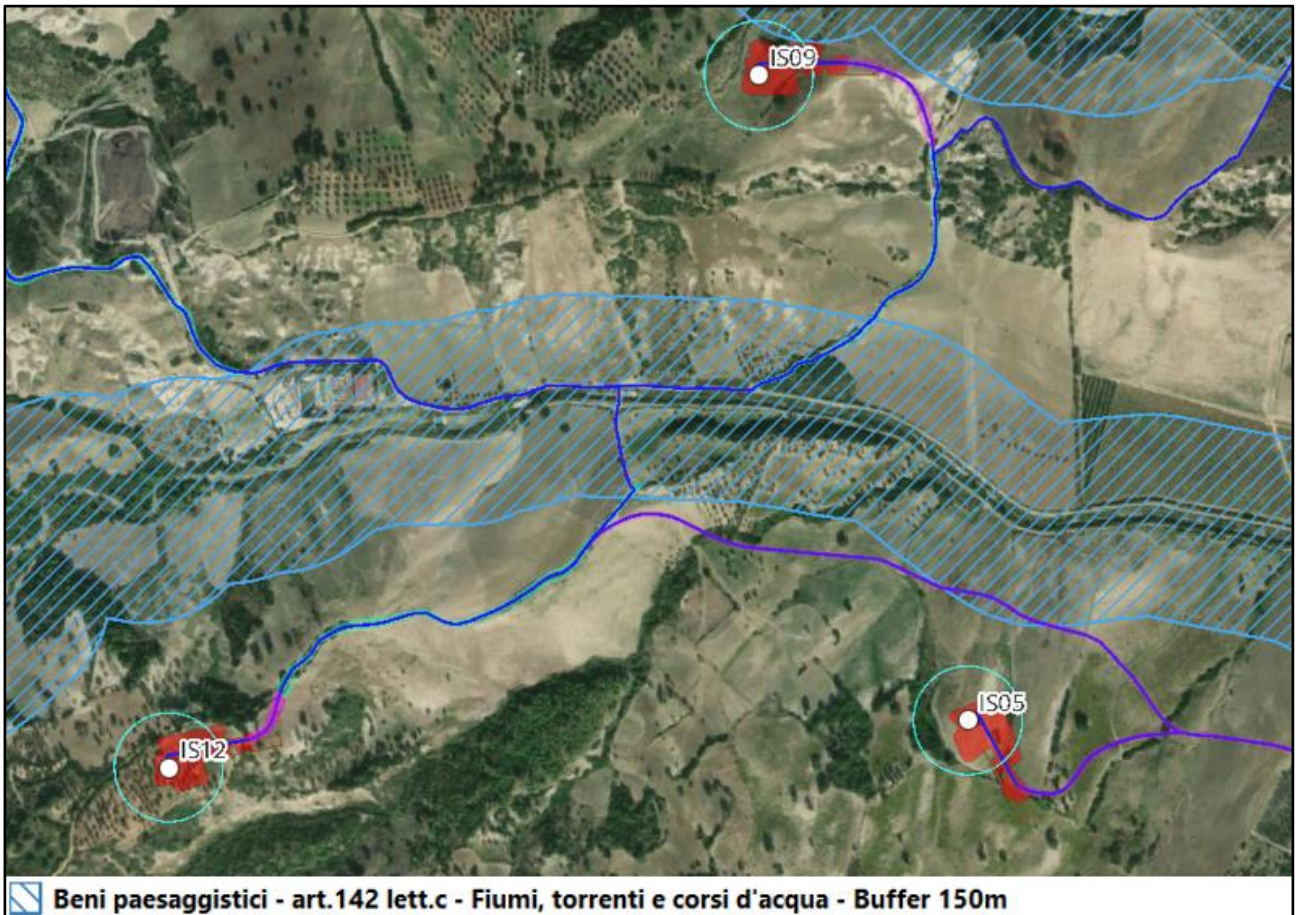 IS09
IS05
IS12
Beni paesaggistici - art.142 lett.c - Fiumi, torrenti e corsi d'acqua - Buffer 150m